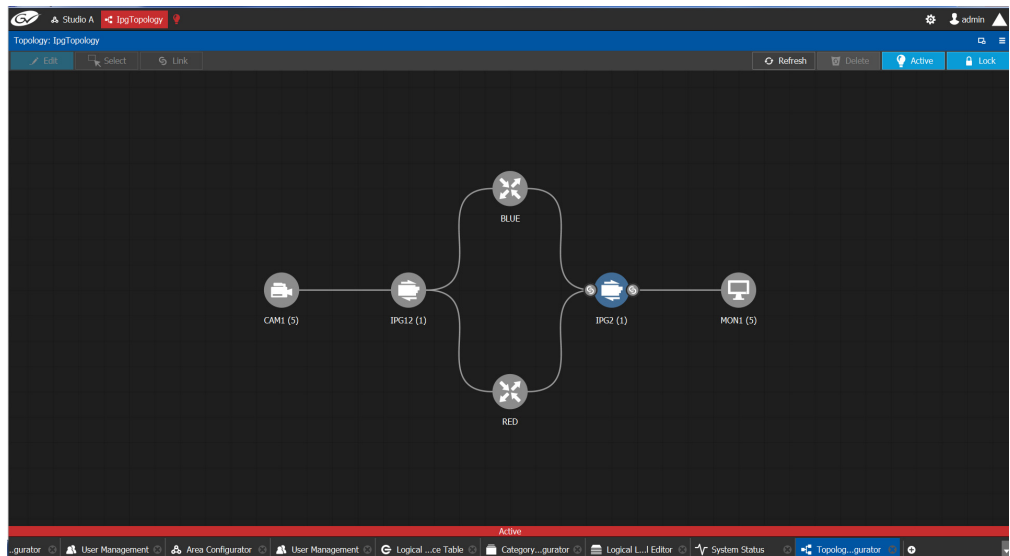 GV Studio A IpgTopology admin
Topology: IpgTopology
Edit Select Link Refresh Delete Active Lock
BLUE
CAM1 (5) IPG12 (1) IPG2 (1) MON1 (5)
RED
Active
..gurator User Management Area Configurator User Management Logical ...ce Table Category...gurator Logical L...l Editor System Status Topolog...gurator